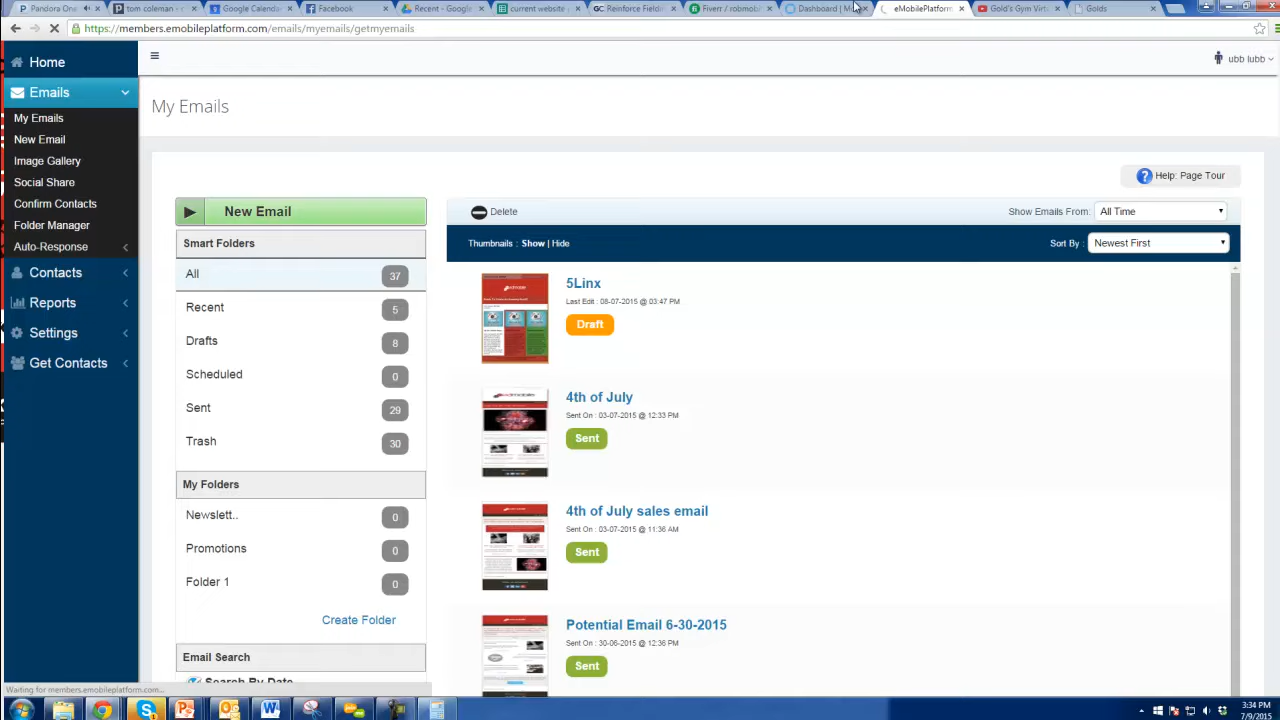 Pandora One
tom coleman -
Google Calendar
Facebook
Recent - Google
current website
GC Reinforce Fielding
Fiverr / robmobile
Dashboard | M
eMobilePlatform
Gold's Gym Virtu
Golds
https://members.emobileplatform.com/emails/myemails/getmyemails
Home
ubb lubb
Emails
My Emails
My Emails
New Email
Image Gallery
Social Share
Confirm Contacts
Folder Manager
Auto-Response
Contacts
Reports
Settings
Get Contacts
? Help: Page Tour
New Email
Delete
Show Emails From: All Time
Smart Folders
Thumbnails : Show | Hide
Sort By : Newest First
All 37
Recent 5
Drafts 8
Scheduled 0
Sent 29
Trash 30
My Folders
Newslett... 0
Promotions 0
Folder 1 0
Create Folder
Email Search
Search By Date
5Linx
Last Edit : 08-07-2015 @ 03:47 PM
Draft
4th of July
Sent On : 03-07-2015 @ 12:33 PM
Sent
4th of July sales email
Sent On : 03-07-2015 @ 11:36 AM
Sent
Potential Email 6-30-2015
Sent On : 30-06-2015 @ 12:36 PM
Sent
Waiting for members.emobileplatform.com...
3:34 PM
7/9/2015